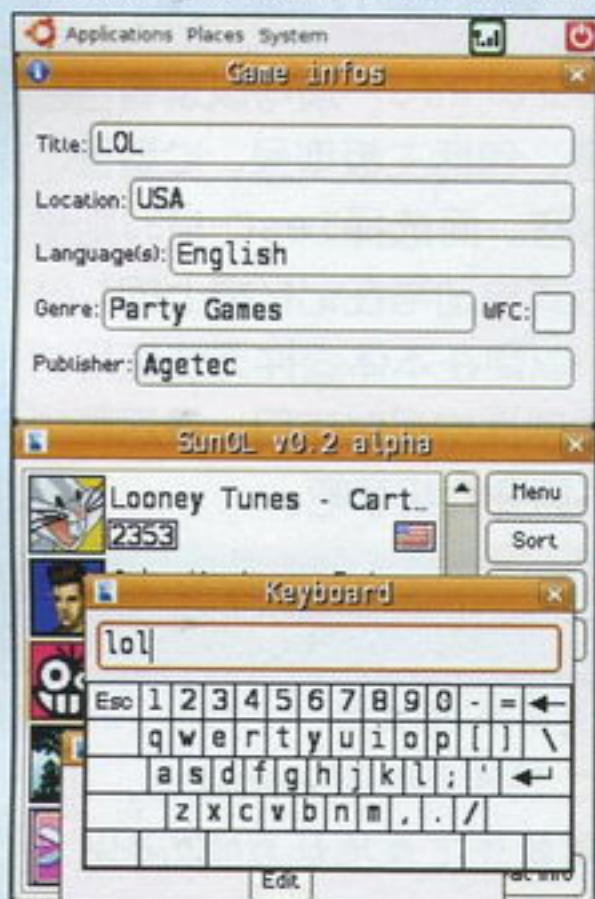 Applications Places System
Game infos
Title: LOL
Location: USA
Language(s): English
Genre: Party Games WFC:
Publisher: Agetec
SunOL v0.2 alpha
Looney Tunes - Cart…
2353
Menu
Sort
Keyboard
lol
Esc 1 2 3 4 5 6 7 8 9 0 - = ←
q w e r t y u i o p [ ] \
a s d f g h j k l ; ' ↵
z x c v b n m , . /
Edit